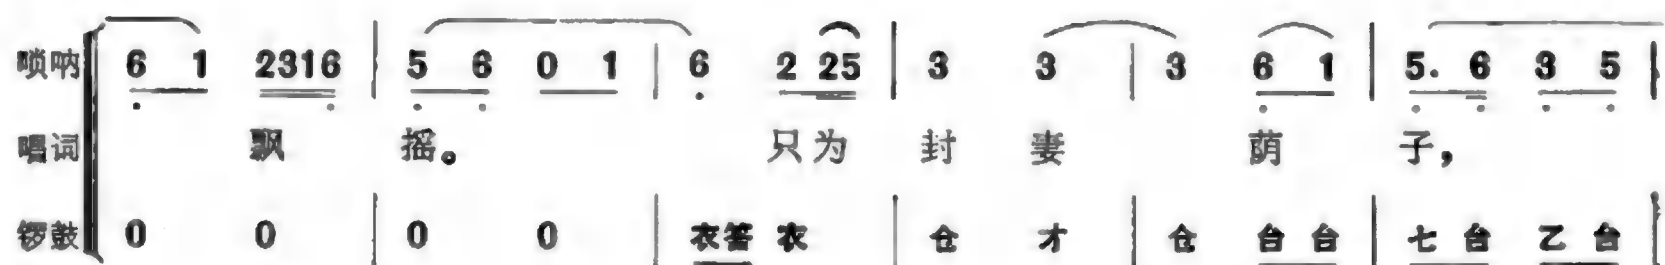 唢呐 6 1 2316 | 5 6 0 1 | 6 2 25 | 3 3 | 3 6 1 | 5. 6 3 5 |
唱词 飘 摇。 只为 封 妻 荫 子，
锣鼓 0 0 | 0 0 | 衣答 衣 | 仓 才 | 仓 台 台 | 七 台 乙 台 |